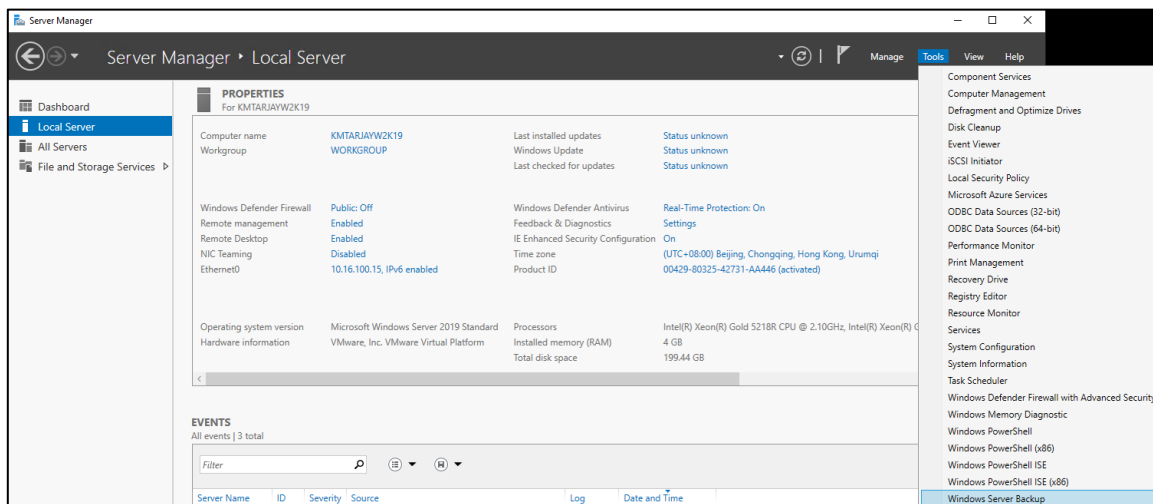 Server Manager
Server Manager ‣ Local Server
Manage Tools View Help
Dashboard
Local Server
All Servers
File and Storage Services
PROPERTIES
For KMTARJAYW2K19
Computer name KMTARJAYW2K19 Last installed updates Status unknown
Workgroup WORKGROUP Windows Update Status unknown
Last checked for updates Status unknown
Windows Defender Firewall Public: Off Windows Defender Antivirus Real-Time Protection: On
Remote management Enabled Feedback & Diagnostics Settings
Remote Desktop Enabled IE Enhanced Security Configuration On
NIC Teaming Disabled Time zone (UTC+08:00) Beijing, Chongqing, Hong Kong, Urumqi
Ethernet0 10.16.100.15, IPv6 enabled Product ID 00429-80325-42731-AA446 (activated)
Operating system version Microsoft Windows Server 2019 Standard Processors Intel(R) Xeon(R) Gold 5218R CPU @ 2.10GHz, Intel(R) Xeon(R) G
Hardware information VMware, Inc. VMware Virtual Platform Installed memory (RAM) 4 GB
Total disk space 199.44 GB
EVENTS
All events | 3 total
Filter
Server Name ID Severity Source Log Date and Time
Component Services
Computer Management
Defragment and Optimize Drives
Disk Cleanup
Event Viewer
iSCSI Initiator
Local Security Policy
Microsoft Azure Services
ODBC Data Sources (32-bit)
ODBC Data Sources (64-bit)
Performance Monitor
Print Management
Recovery Drive
Registry Editor
Resource Monitor
Services
System Configuration
System Information
Task Scheduler
Windows Defender Firewall with Advanced Security
Windows Memory Diagnostic
Windows PowerShell
Windows PowerShell (x86)
Windows PowerShell ISE
Windows PowerShell ISE (x86)
Windows Server Backup